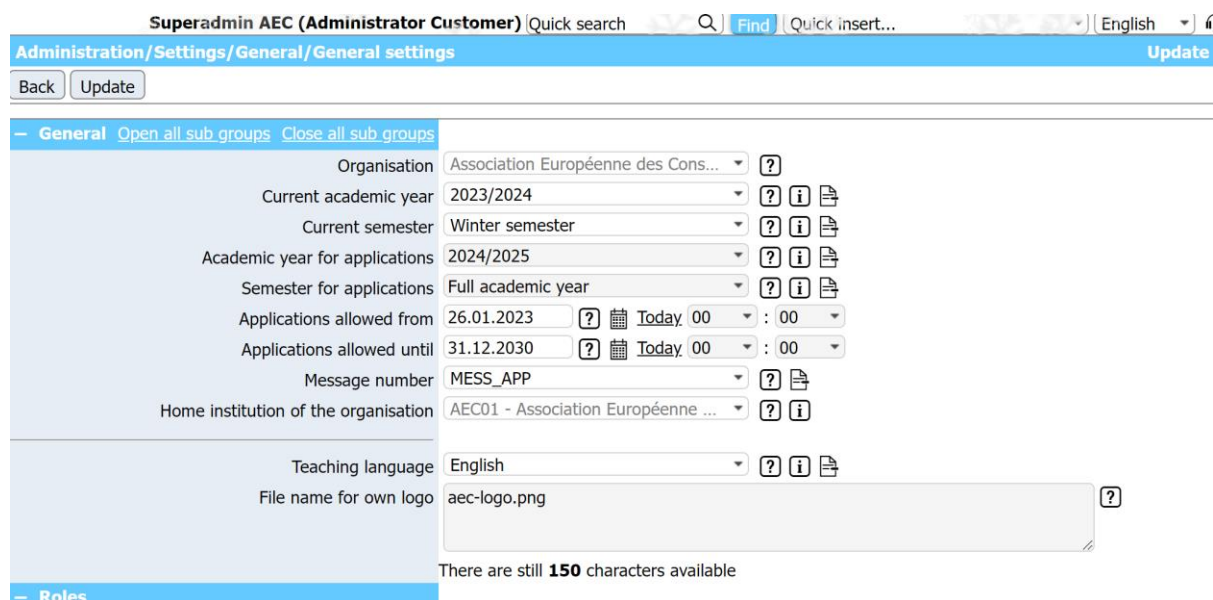 Superadmin AEC (Administrator Customer) Quick search Find Quick insert... English
Administration/Settings/General/General settings Update
Back Update
− General Open all sub groups Close all sub groups
Organisation Association Européenne des Cons... ?
Current academic year 2023/2024 ? i
Current semester Winter semester ? i
Academic year for applications 2024/2025 ? i
Semester for applications Full academic year ? i
Applications allowed from 26.01.2023 ? Today 00 : 00
Applications allowed until 31.12.2030 ? Today 00 : 00
Message number MESS_APP ?
Home institution of the organisation AEC01 - Association Européenne ... ? i
Teaching language English ? i
File name for own logo aec-logo.png ?
There are still 150 characters available
− Roles